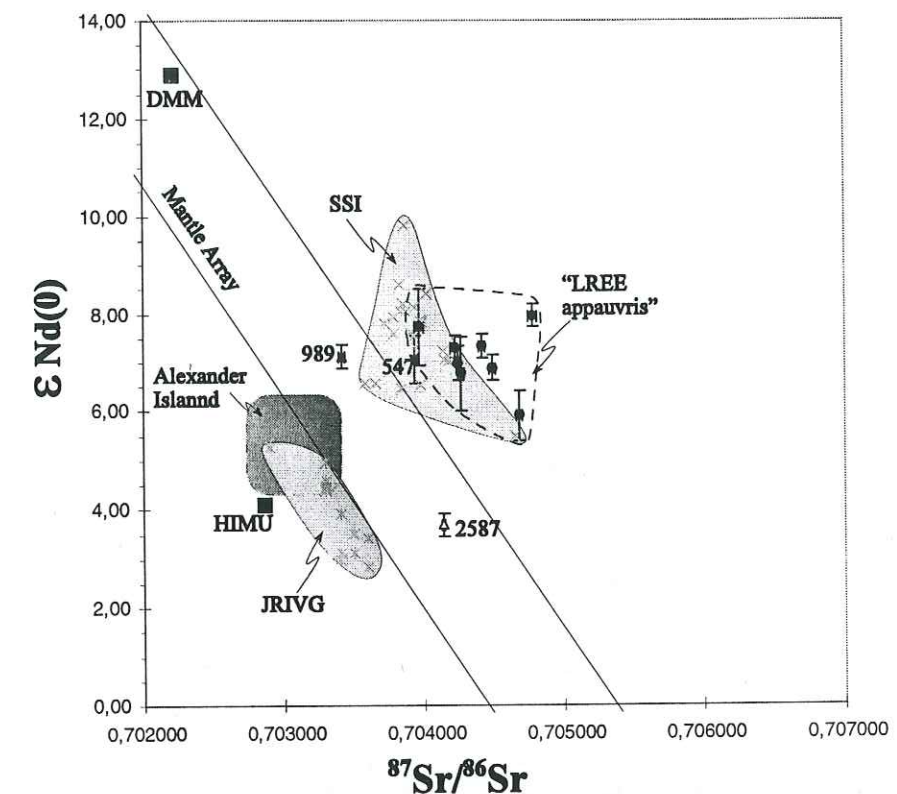 14,00
12,00
10,00
8,00
6,00
4,00
2,00
0,00
ε Nd(0)
DMM
Mantle Array
SSI
"LREE
appauvris"
989
547
Alexander
Islannd
HIMU
2587
JRIVG
0,702000
0,703000
0,704000
0,705000
0,706000
0,707000
87Sr/86Sr